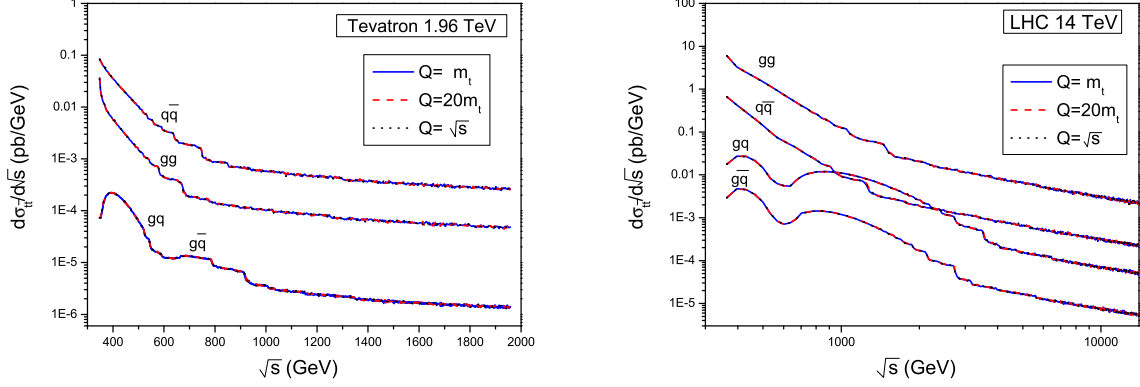 Tevatron 1.96 TeV
Q= m_t
Q=20m_t
Q= √s
qq̅
gg
gq
gq̅
1
0.1
0.01
1E-3
1E-4
1E-5
1E-6
dσ_tt̅/d√s (pb/GeV)
400 600 800 1000 1200 1400 1600 1800 2000
√s (GeV)
LHC 14 TeV
Q= m_t
Q=20m_t
Q= √s
gg
qq̅
gq
gq̅
100
10
1
0.1
0.01
1E-3
1E-4
1E-5
dσ_tt̅/d√s (pb/GeV)
1000 10000
√s (GeV)